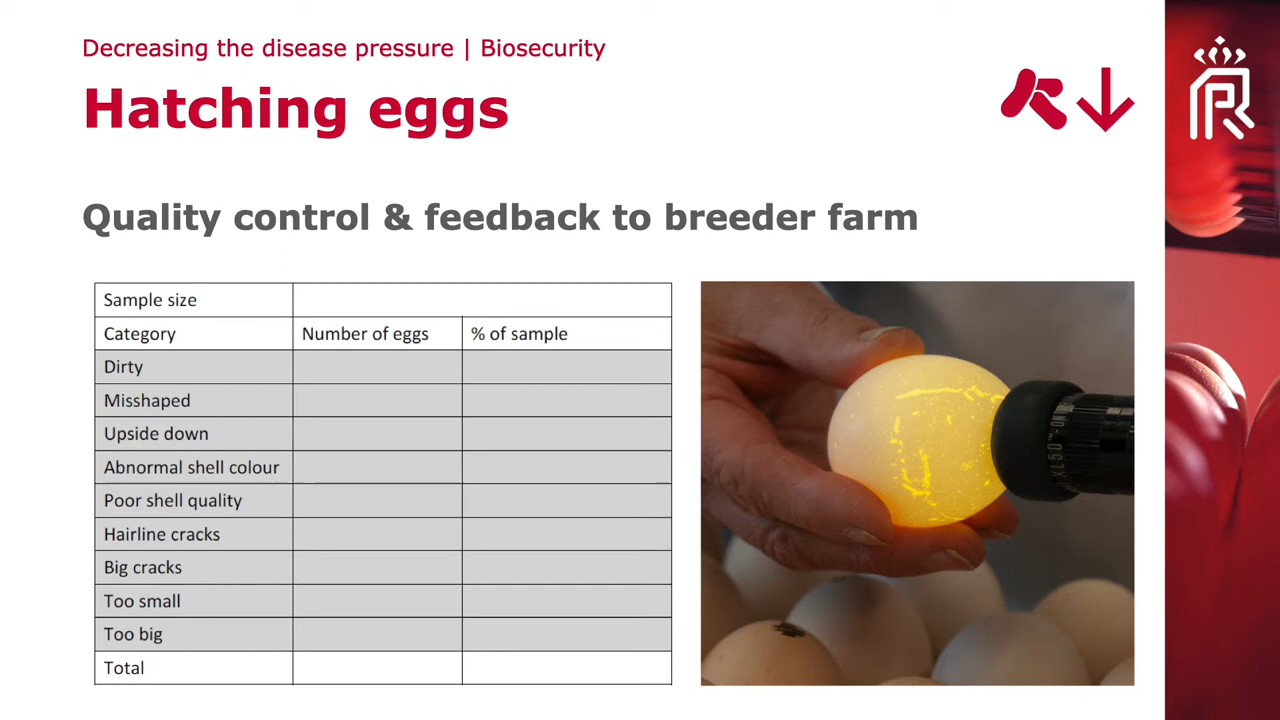 Decreasing the disease pressure | Biosecurity
Hatching eggs
Quality control & feedback to breeder farm
Sample size
Category Number of eggs % of sample
Dirty
Misshaped
Upside down
Abnormal shell colour
Poor shell quality
Hairline cracks
Big cracks
Too small
Too big
Total